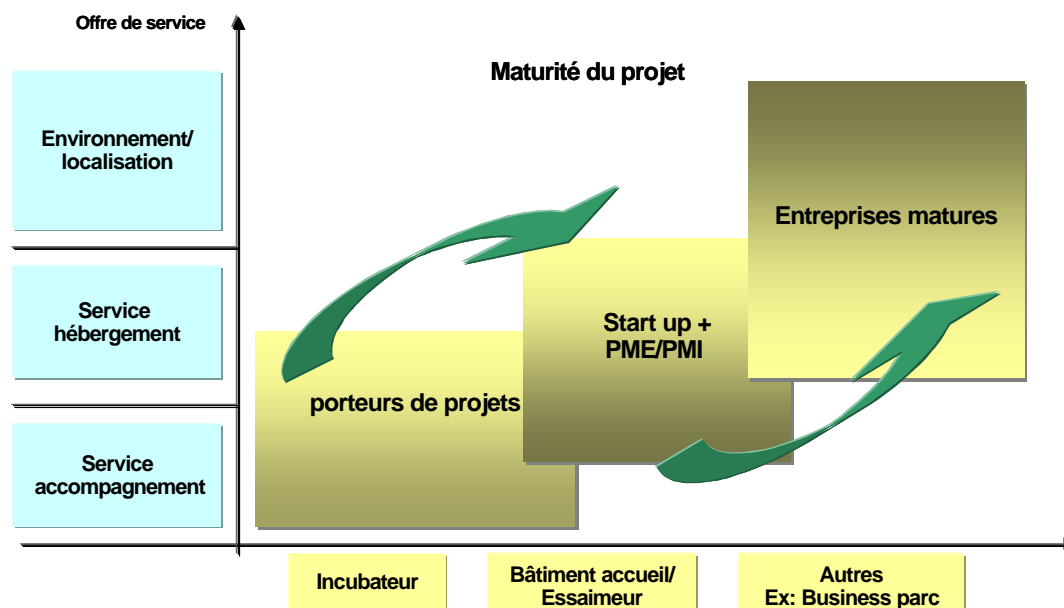 Offre de service
Maturité du projet
Environnement/
localisation
Entreprises matures
Service
hébergement
Start up +
PME/PMI
porteurs de projets
Service
accompagnement
Incubateur
Bâtiment accueil/
Essaimeur
Autres
Ex: Business parc